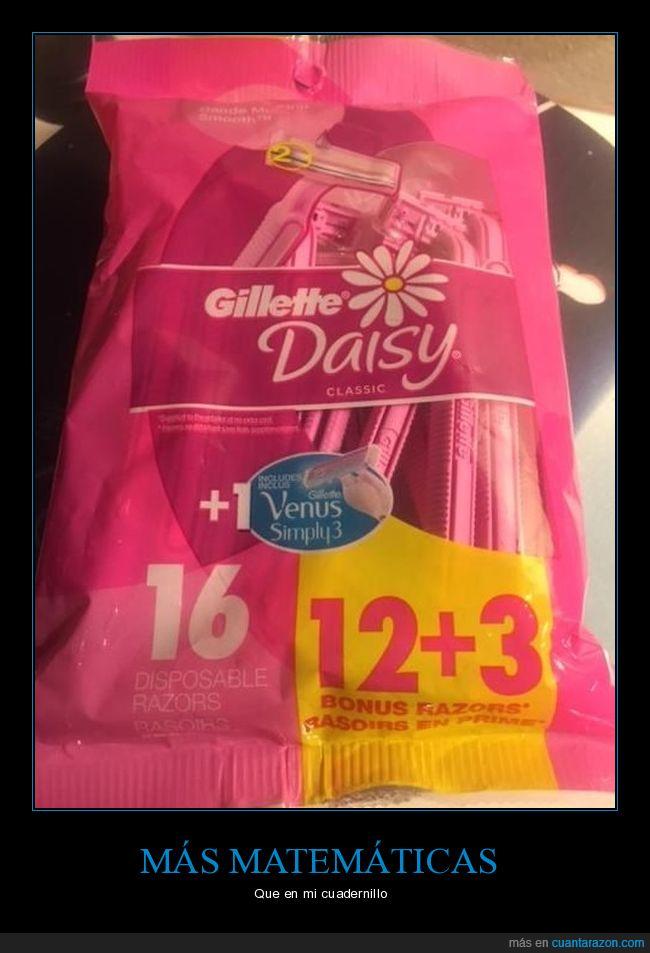 2
Gillette®
Daisy®
CLASSIC
+1
INCLUDES
INCLUS
Gillette
Venus
Simply3
16
DISPOSABLE
RAZORS
RASOIRS
12+3
BONUS RAZORS*
RASOIRS EN PRIME*
MÁS MATEMÁTICAS
Que en mi cuadernillo
más en cuantarazon.com